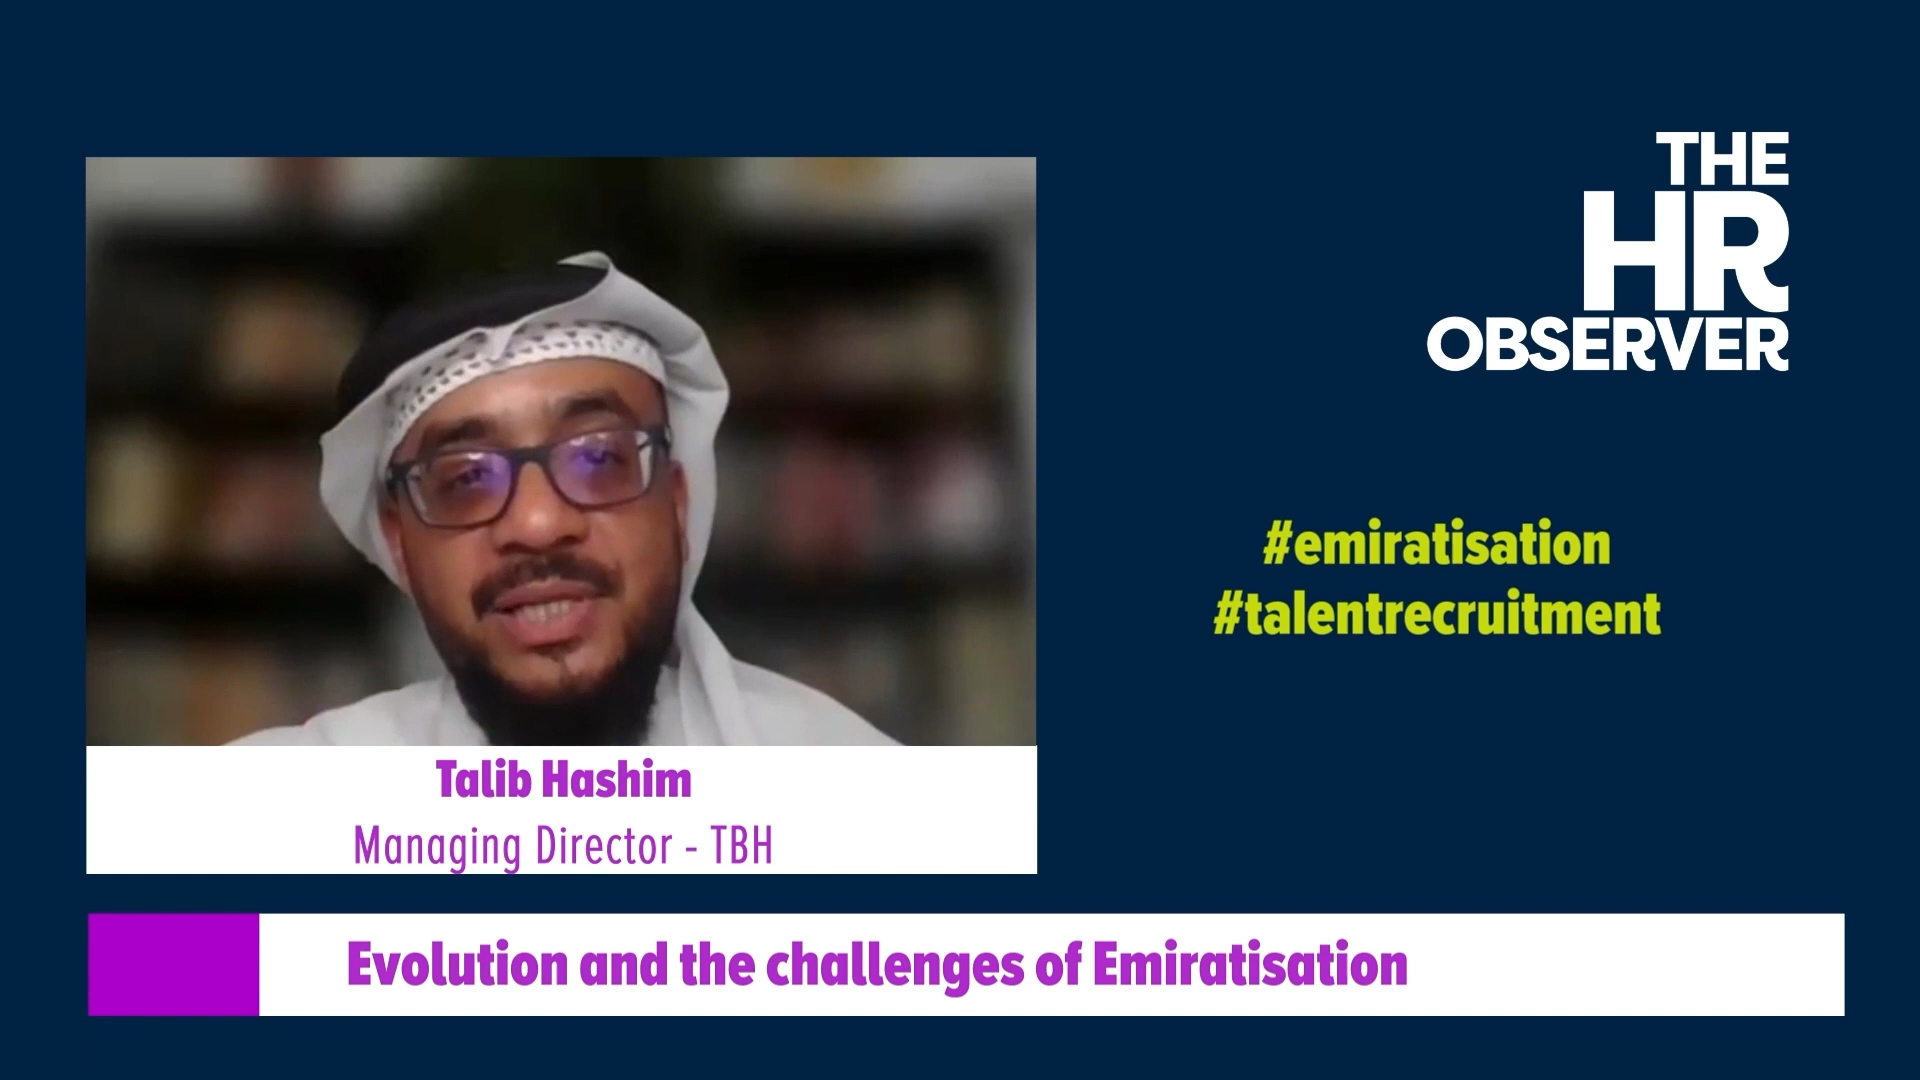 THE
HR
OBSERVER
#emiratisation
#talentrecruitment
Talib Hashim
Managing Director - TBH
Evolution and the challenges of Emiratisation